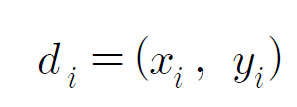 d_i = (x_i , y_i)